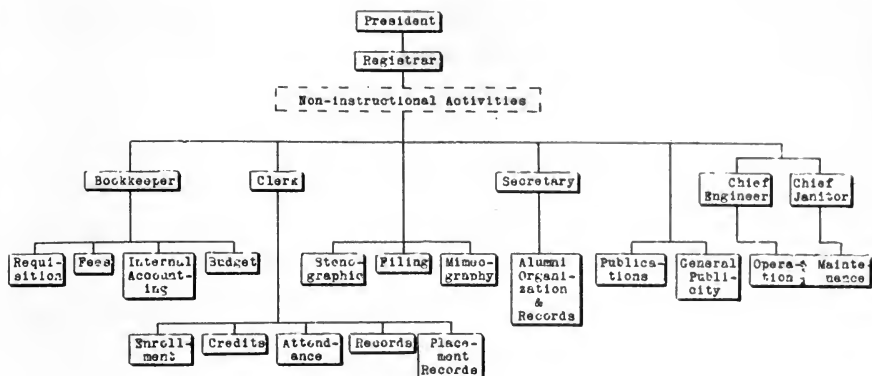 President
Registrar
Non-instructional Activities
Bookkeeper
Clerk
Secretary
Chief
Engineer
Chief
Janitor
Requi-
sition
Fees
Internal
Account-
ing
Budget
Steno-
graphic
Filing
Mimeo-
graphy
Alumni
Organi-
zation
&
Records
Publica-
tions
General
Publi-
city
Opera-
tion
Mainte-
nance
Enroll-
ment
Credits
Attend-
ance
Records
Place-
ment
Records